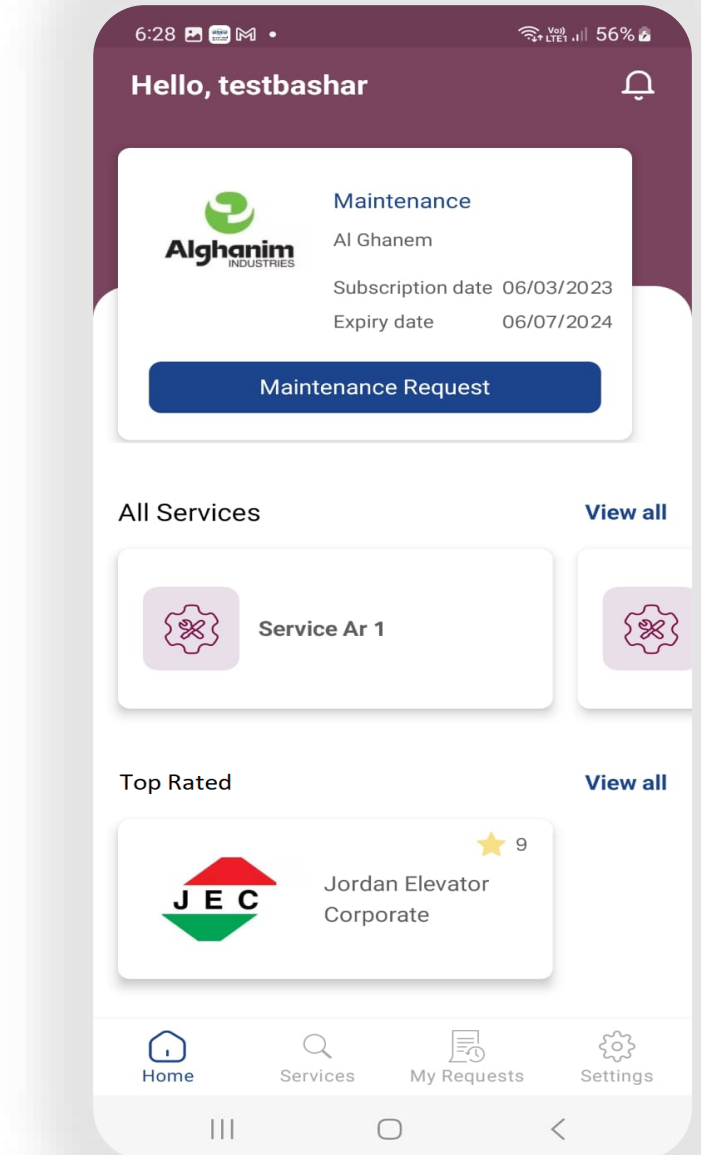 6:28
Vo))
LTE1
56%
Hello, testbashar
Alghanim
INDUSTRIES
Maintenance
Al Ghanem
Subscription date 06/03/2023
Expiry date 06/07/2024
Maintenance Request
All Services View all
Service Ar 1
Top Rated View all
9
J E C
Jordan Elevator
Corporate
Home Services My Requests Settings